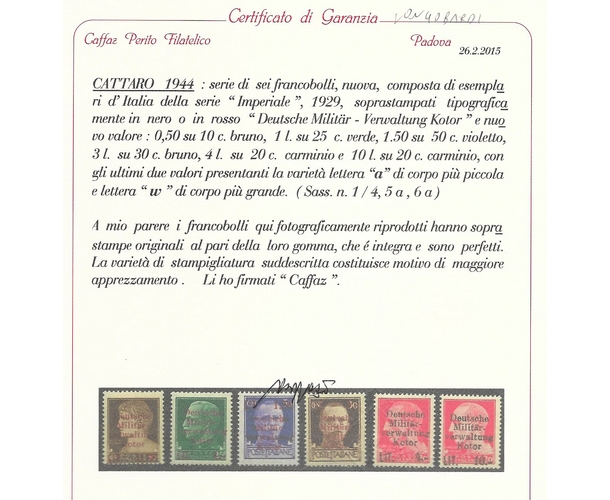 Certificato di Garanzia LONGOBARDI
Caffaz Perito Filatelico Padova
26.2.2015
CATTARO 1944 : serie di sei francobolli, nuova, composta di esempla
ri d' Italia della serie " Imperiale ", 1929, soprastampati tipografica
mente in nero o in rosso " Deutsche Militär - Verwaltung Kotor " e nuo
vo valore : 0,50 su 10 c. bruno, 1 l. su 25 c. verde, 1.50 su 50 c. violetto,
3 l. su 30 c. bruno, 4 l. su 20 c. carminio e 10 l. su 20 c. carminio, con
gli ultimi due valori presentanti la varietà lettera "a" di corpo più piccola
e lettera " w " di corpo più grande. ( Sass. n. 1 / 4, 5 a , 6 a )
A mio parere i francobolli qui fotograficamente riprodotti hanno sopra
stampe originali al pari della loro gomma, che é integra e sono perfetti.
La varietà di stampigliatura suddescritta costituisce motivo di maggiore
apprezzamento . Li ho firmati " Caffaz ".
Deutsche Deutsche
Militär- Militär-
verwaltung verwaltung
Kotor Kotor
Lit. 10.-